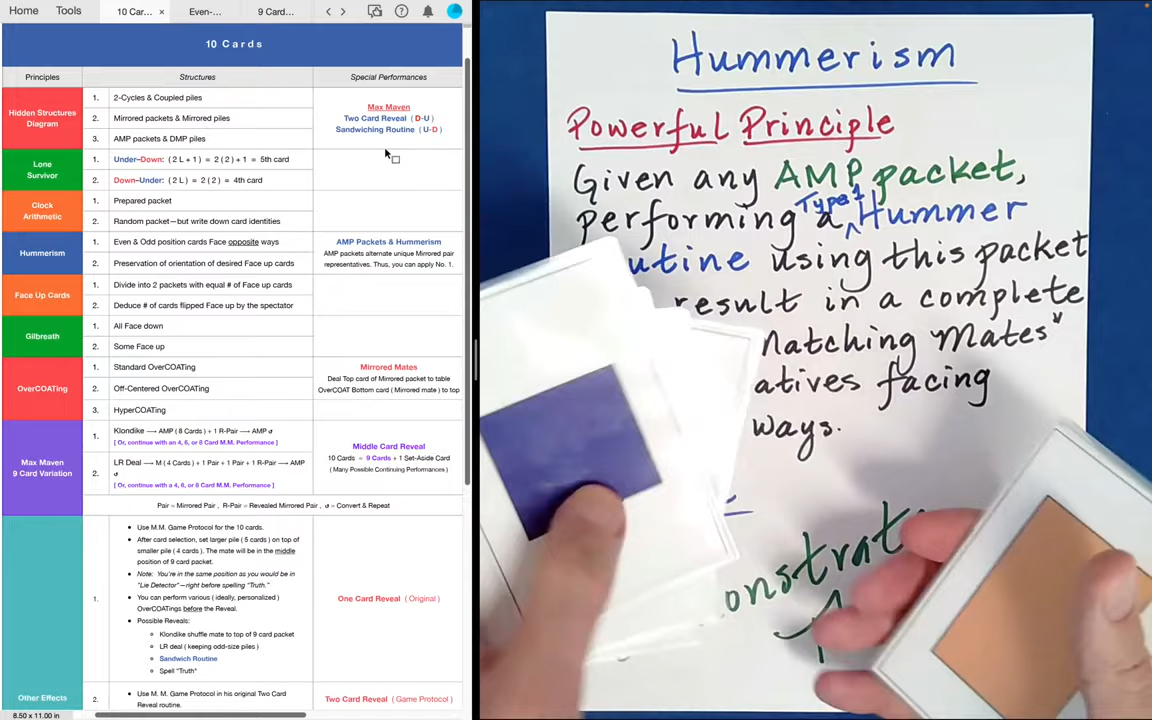 Home
Tools
10 Car...
×
Even-...
9 Card...
10 Cards
Principles
Structures
Special Performances
Hidden Structures
Diagram
1. 2-Cycles & Coupled piles
2. Mirrored packets & Mirrored piles
3. AMP packets & DMP piles
Max Maven
Two Card Reveal ( D-U )
Sandwiching Routine ( U-D )
Lone
Survivor
1. Under–Down: ( 2 L + 1 ) = 2 ( 2 ) + 1 = 5th card
2. Down–Under: ( 2 L ) = 2 ( 2 ) = 4th card
Clock
Arithmetic
1. Prepared packet
2. Random packet—but write down card identities
Hummerism
1. Even & Odd position cards Face opposite ways
2. Preservation of orientation of desired Face up cards
AMP Packets & Hummerism
AMP packets alternate unique Mirrored pair
representatives. Thus, you can apply No. 1.
Face Up Cards
1. Divide into 2 packets with equal # of Face up cards
2. Deduce # of cards flipped Face up by the spectator
Gilbreath
1. All Face down
2. Some Face up
OverCOATing
1. Standard OverCOATing
2. Off-Centered OverCOATing
3. HyperCOATing
Mirrored Mates
Deal Top card of Mirrored packet to table
OverCOAT Bottom card ( Mirrored mate ) to top
Max Maven
9 Card Variation
1. Klondike → AMP ( 8 Cards ) + 1 R-Pair → AMP ↺
[ Or, continue with an 4, 6, or 8 Card M.M. Performance ]
2. LR Deal → M ( 4 Cards ) + 1 Pair + 1 Pair + 1 R-Pair → AMP
↺
[ Or, continue with a 4, 6, or 8 Card M.M. Performance ]
Middle Card Reveal
10 Cards = 9 Cards + 1 Set-Aside Card
( Many Possible Continuing Performances )
Pair = Mirrored Pair , R-Pair = Revealed Mirrored Pair , ↺ = Convert & Repeat
Other Effects
1.
• Use M.M. Game Protocol for the 10 cards.
• After card selection, set larger pile ( 5 cards ) on top of
smaller pile ( 4 cards ). The mate will be in the middle
position of 9 card packet.
• Note: You're in the same position as you would be in
"Lie Detector"—right before spelling "Truth."
• You can perform various ( ideally, personalized )
OverCOATings before the Reveal.
• Possible Reveals:
○ Klondike shuffle mate to top of 9 card packet
○ LR deal ( keeping odd-size piles )
○ Sandwich Routine
○ Spell "Truth"
One Card Reveal ( Original )
2.
• Use M. M. Game Protocol in his original Two Card
Reveal routine.
Two Card Reveal ( Game Protocol )
8.50 x 11.00 in
Hummerism
Powerful Principle
Given any AMP packet,
performing a Type 1 Hummer
utine using this packet
result in a complete
Matching Mates"
atives facing
ways.
onstrat